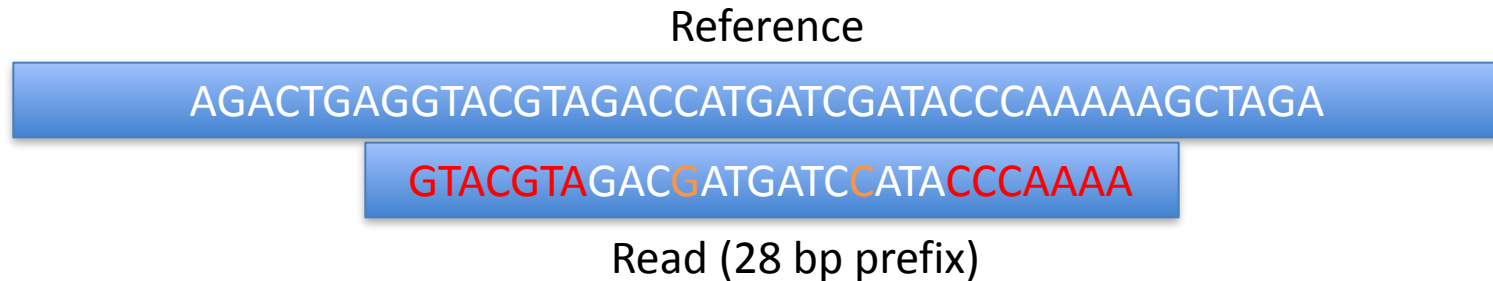 Reference
AGACTGAGGTACGTAGACCATGATCGATACCCAAAAAGCTAGA
GTACGTAGACGATGATCCATACCCAAAA
Read (28 bp prefix)